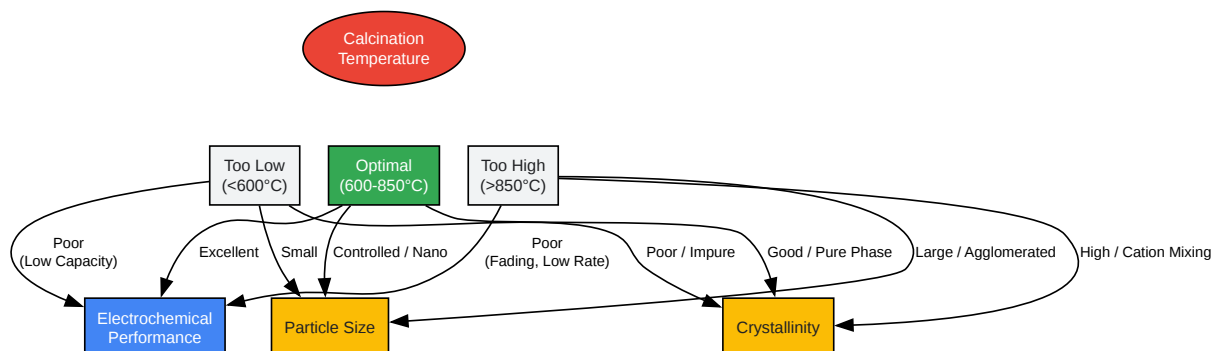 Calcination
Temperature
Too Low
(<600°C)
Optimal
(600-850°C)
Too High
(>850°C)
Poor
(Low Capacity)
Excellent
Small
Controlled / Nano
Poor
(Fading, Low Rate)
Poor / Impure
Good / Pure Phase
Large / Agglomerated
High / Cation Mixing
Electrochemical
Performance
Particle Size
Crystallinity